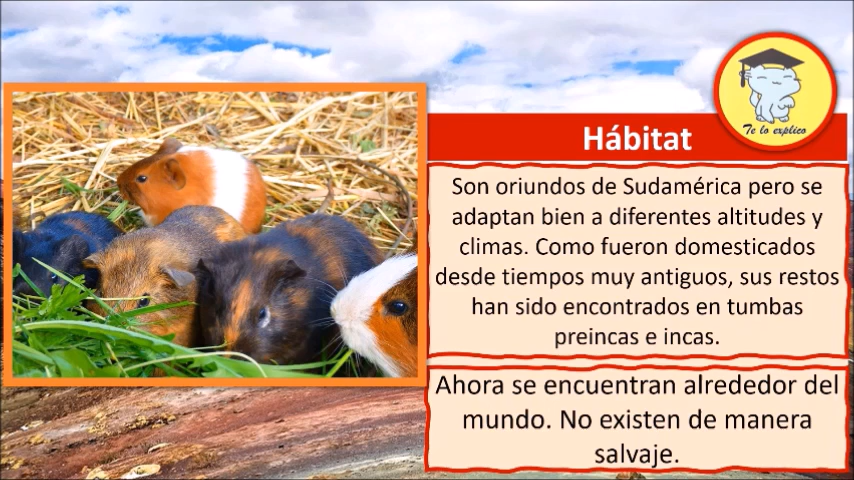 Te lo explico
Hábitat
Son oriundos de Sudamérica pero se
adaptan bien a diferentes altitudes y
climas. Como fueron domesticados
desde tiempos muy antiguos, sus restos
han sido encontrados en tumbas
preincas e incas.
Ahora se encuentran alrededor del
mundo. No existen de manera
salvaje.